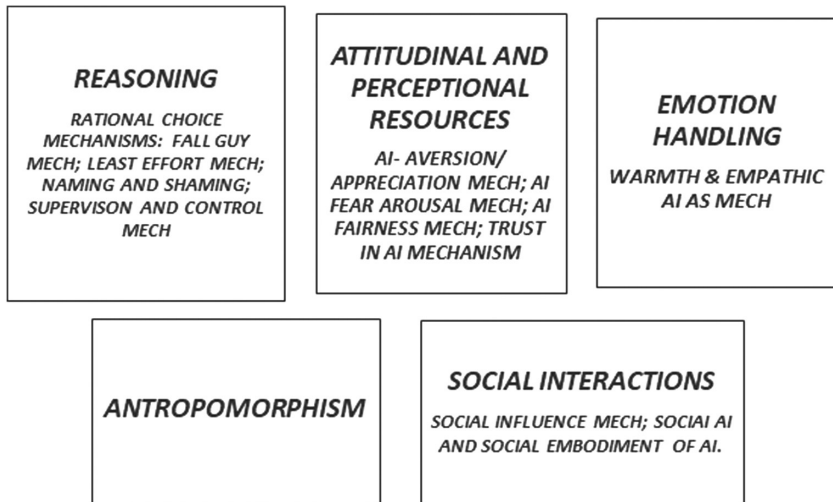 REASONING
RATIONAL CHOICE
MECHANISMS: FALL GUY
MECH; LEAST EFFORT MECH;
NAMING AND SHAMING;
SUPERVISON AND CONTROL
MECH
ATTITUDINAL AND
PERCEPTIONAL
RESOURCES
AI- AVERSION/
APPRECIATION MECH; AI
FEAR AROUSAL MECH; AI
FAIRNESS MECH; TRUST
IN AI MECHANISM
EMOTION
HANDLING
WARMTH & EMPATHIC
AI AS MECH
ANTROPOMORPHISM
SOCIAL INTERACTIONS
SOCIAL INFLUENCE MECH; SOCIAI AI
AND SOCIAL EMBODIMENT OF AI.